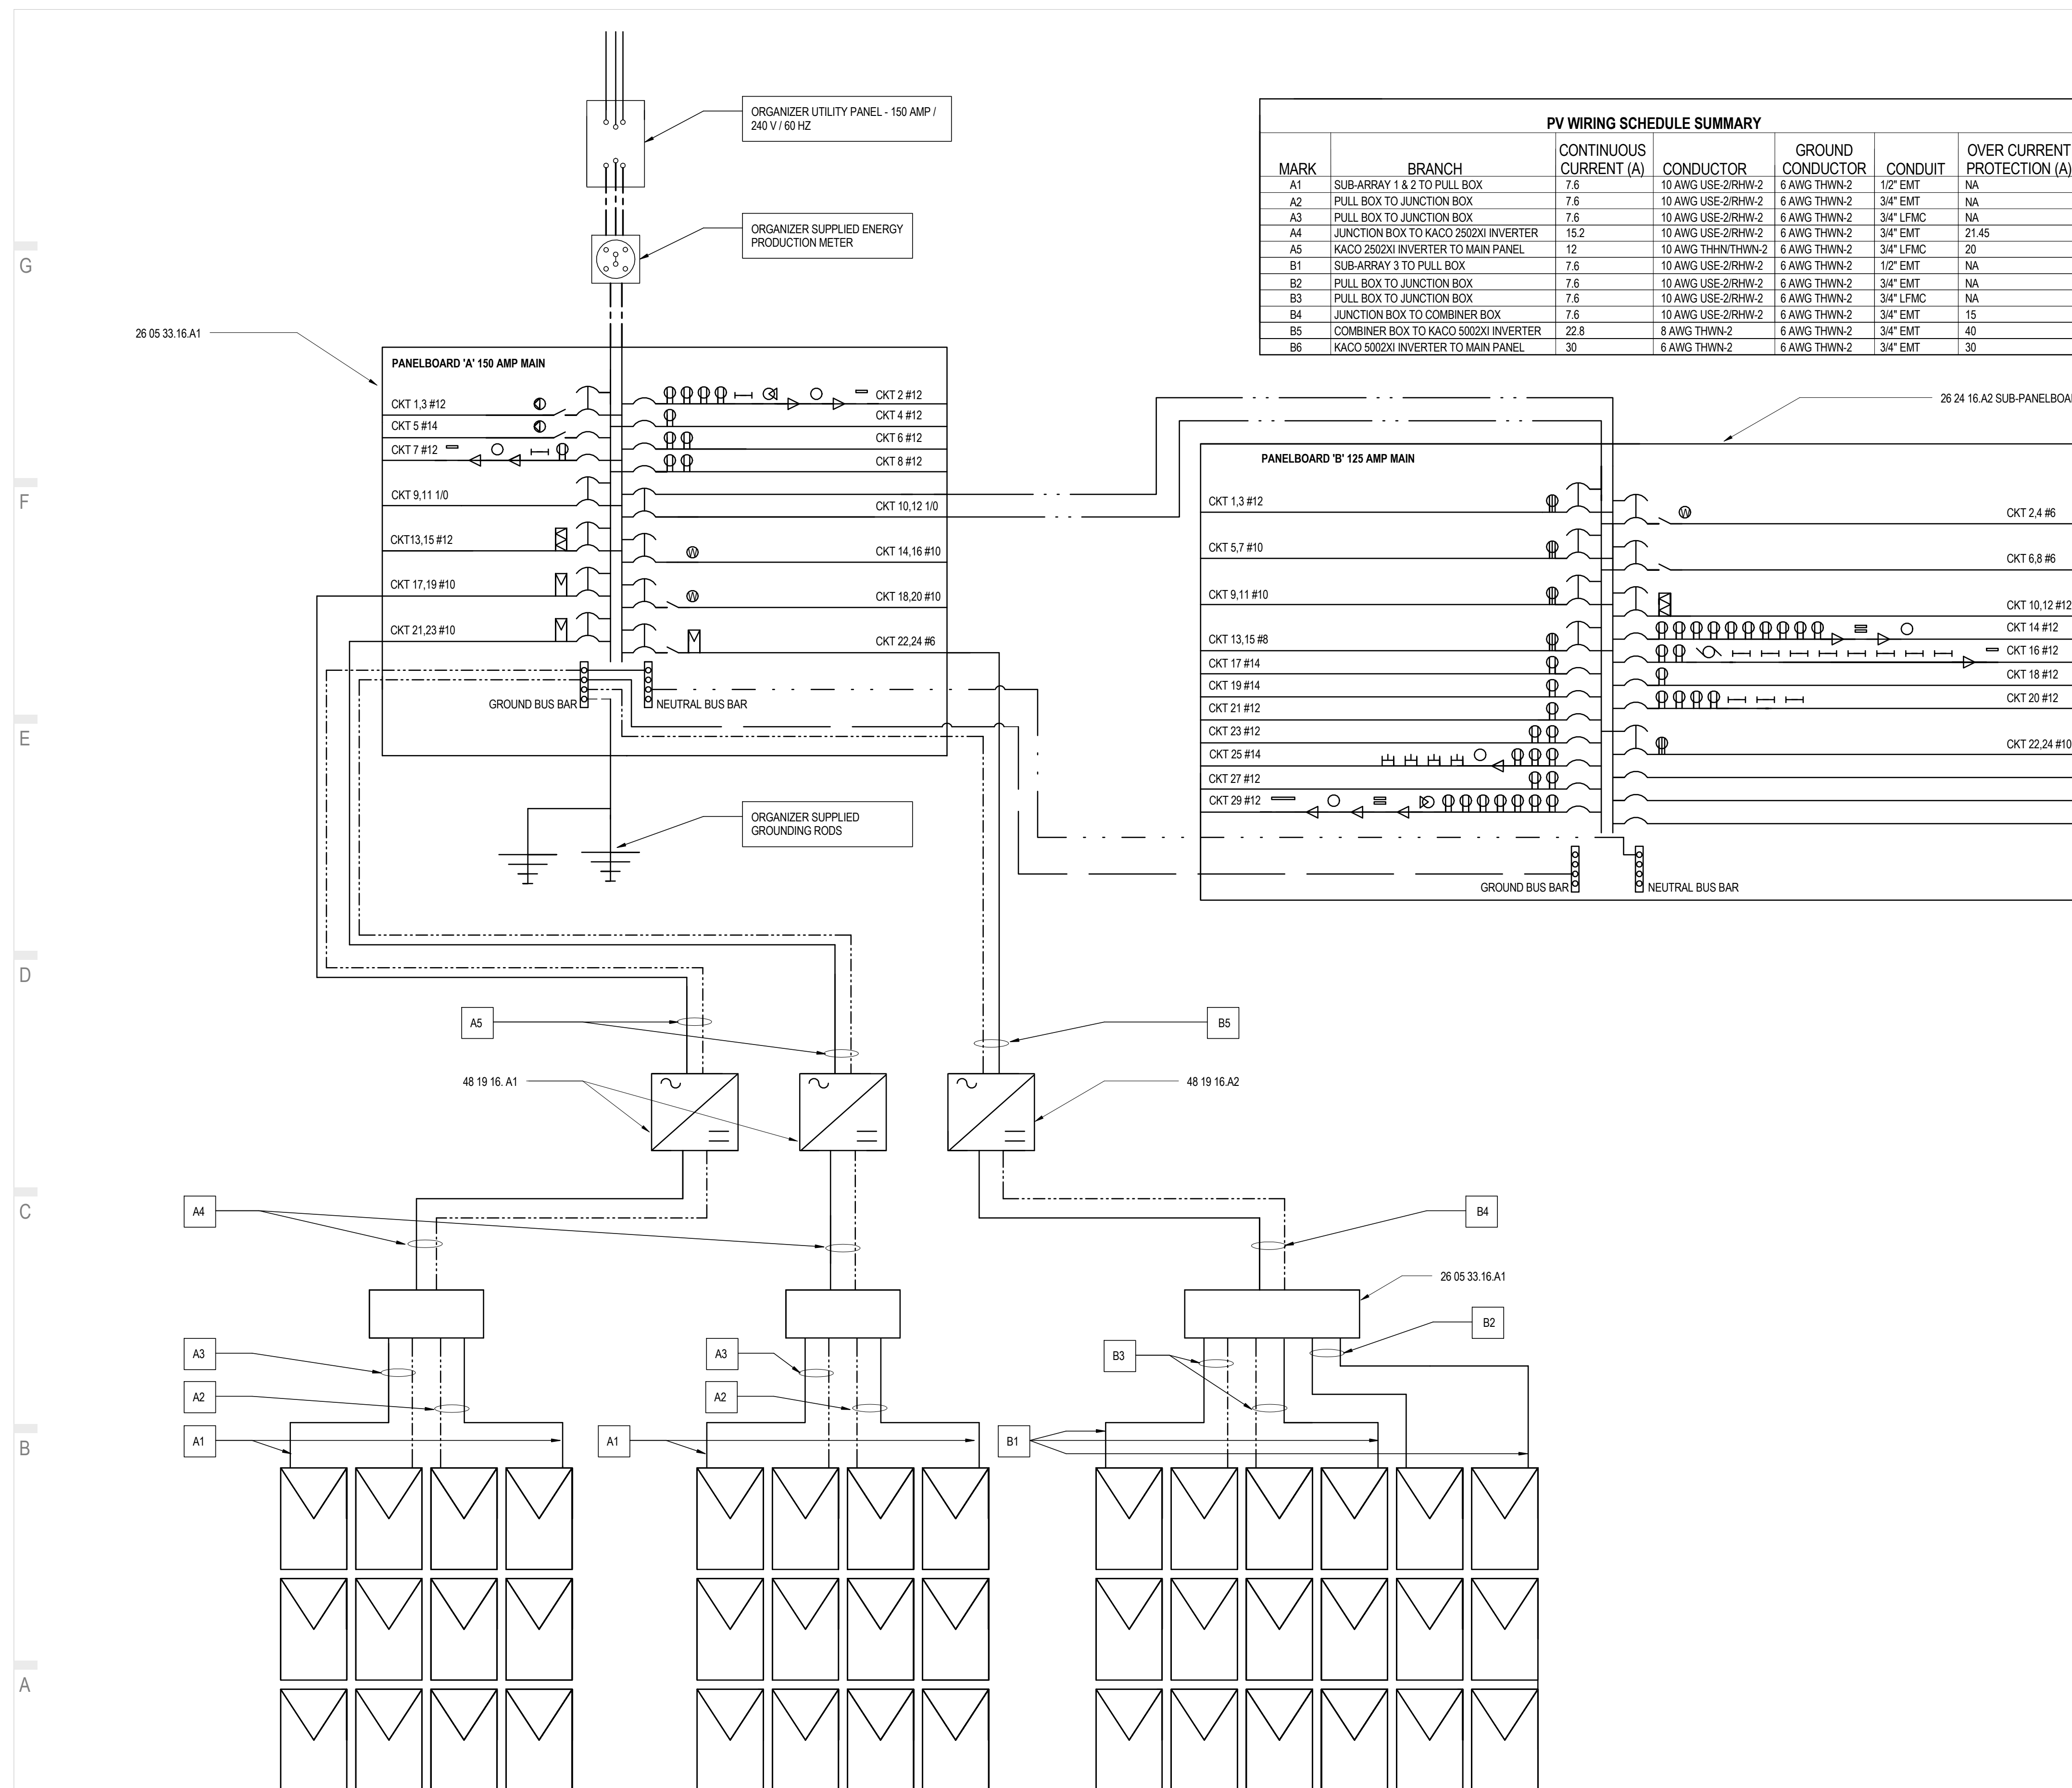 ORGANIZER UTILITY PANEL - 150 AMP /
240 V / 60 HZ
ORGANIZER SUPPLIED ENERGY
PRODUCTION METER
PV WIRING SCHEDULE SUMMARY
MARK BRANCH CONTINUOUS CURRENT (A) CONDUCTOR GROUND CONDUCTOR CONDUIT OVER CURRENT PROTECTION (A)
A1 SUB-ARRAY 1 & 2 TO PULL BOX 7.6 10 AWG USE-2/RHW-2 6 AWG THWN-2 1/2" EMT NA
A2 PULL BOX TO JUNCTION BOX 7.6 10 AWG USE-2/RHW-2 6 AWG THWN-2 3/4" EMT NA
A3 PULL BOX TO JUNCTION BOX 7.6 10 AWG USE-2/RHW-2 6 AWG THWN-2 3/4" LFMC NA
A4 JUNCTION BOX TO KACO 2502XI INVERTER 15.2 10 AWG USE-2/RHW-2 6 AWG THWN-2 3/4" EMT 21.45
A5 KACO 2502XI INVERTER TO MAIN PANEL 12 10 AWG THHN/THWN-2 6 AWG THWN-2 3/4" LFMC 20
B1 SUB-ARRAY 3 TO PULL BOX 7.6 10 AWG USE-2/RHW-2 6 AWG THWN-2 1/2" EMT NA
B2 PULL BOX TO JUNCTION BOX 7.6 10 AWG USE-2/RHW-2 6 AWG THWN-2 3/4" EMT NA
B3 PULL BOX TO JUNCTION BOX 7.6 10 AWG USE-2/RHW-2 6 AWG THWN-2 3/4" LFMC NA
B4 JUNCTION BOX TO COMBINER BOX 7.6 10 AWG USE-2/RHW-2 6 AWG THWN-2 3/4" EMT 15
B5 COMBINER BOX TO KACO 5002XI INVERTER 22.8 8 AWG THWN-2 6 AWG THWN-2 3/4" EMT 40
B6 KACO 5002XI INVERTER TO MAIN PANEL 30 6 AWG THWN-2 6 AWG THWN-2 3/4" EMT 30
26 05 33.16.A1
PANELBOARD 'A' 150 AMP MAIN
CKT 1,3 #12
CKT 5 #14
CKT 7 #12
CKT 9,11 1/0
CKT13,15 #12
CKT 17,19 #10
CKT 21,23 #10
CKT 2 #12
CKT 4 #12
CKT 6 #12
CKT 8 #12
CKT 10,12 1/0
W
CKT 14,16 #10
W
CKT 18,20 #10
CKT 22,24 #6
GROUND BUS BAR
NEUTRAL BUS BAR
26 24 16.A2
PANELBOARD 'B' 125 AMP MAIN
CKT 1,3 #12
CKT 5,7 #10
CKT 9,11 #10
CKT 13,15 #8
CKT 17 #14
CKT 19 #14
CKT 21 #12
CKT 23 #12
CKT 25 #14
CKT 27 #12
CKT 29 #12
W
CKT 2,4 #6
CKT 6,8 #6
CKT 10,12 #12
CKT 14 #12
CKT 16 #12
CKT 18 #12
CKT 20 #12
CKT 22,24 #10
GROUND BUS BAR
NEUTRAL BUS BAR
ORGANIZER SUPPLIED
GROUNDING RODS
A5
B5
48 19 16. A1
48 19 16.A2
A4
B4
26 05 33.16.A1
A3
A2
A1
A3
A2
A1
B3
B2
B1
G
F
E
D
C
B
A